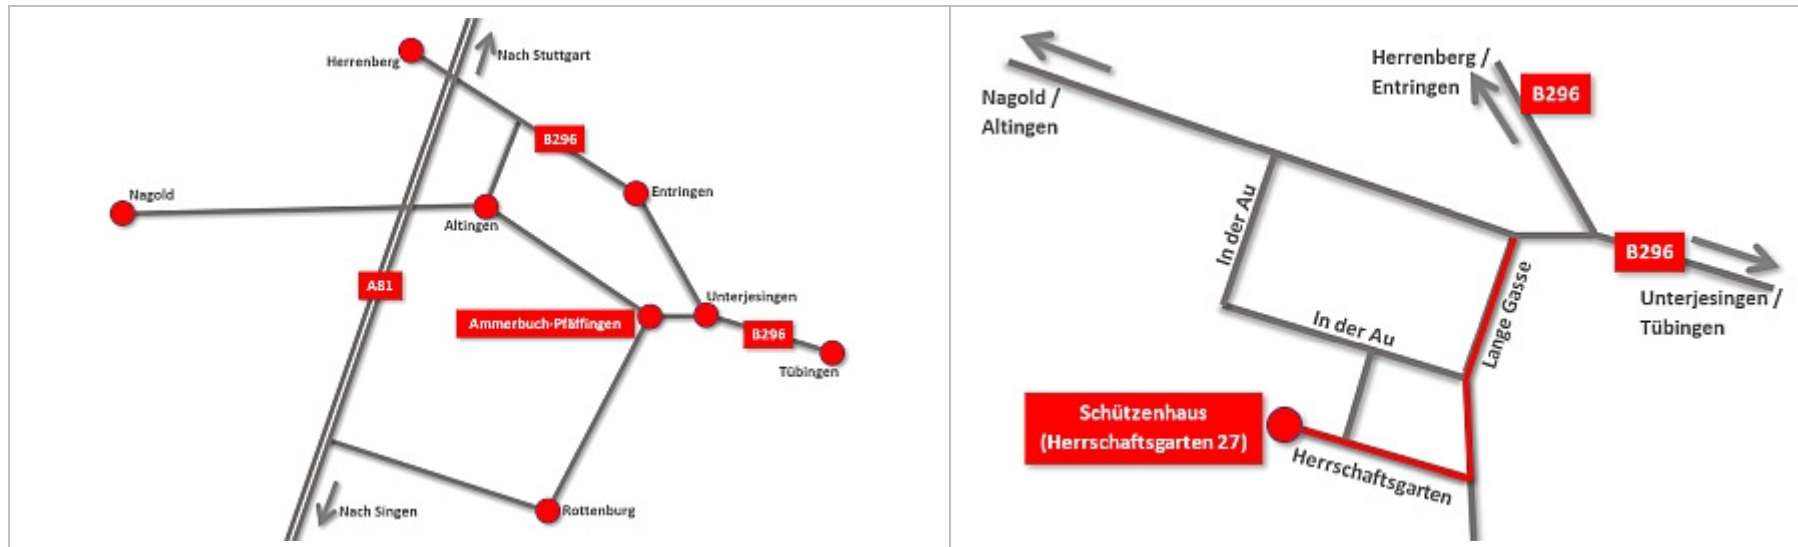 Herrenberg
Nach Stuttgart
B296
Nagold
Entringen
Altingen
A81
Unterjesingen
Ammerbuch-Pfäffingen
B296
Tübingen
Nach Singen
Rottenburg
Herrenberg /
Entringen
B296
Nagold /
Altingen
In der Au
B296
Lange Gasse
Unterjesingen /
Tübingen
In der Au
Schützenhaus
(Herrschaftsgarten 27)
Herrschaftsgarten